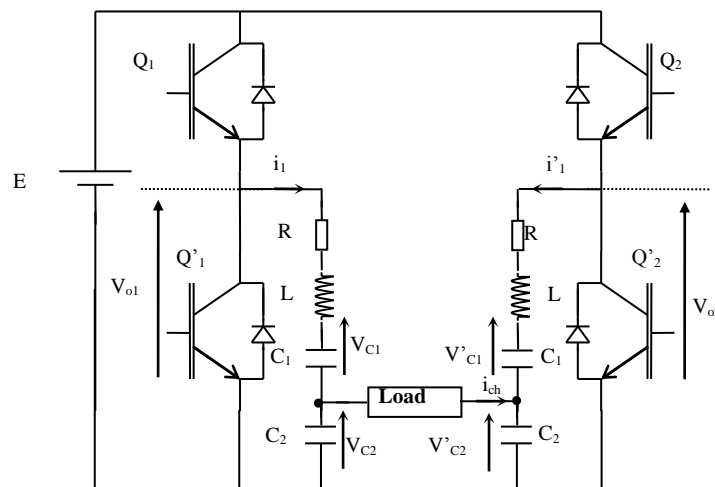 Q1 Q2
i1 i'1
E
R R
Q'1 Q'2
Vo1
L L
C1 VC1 V'C1 C1
Load ich
C2 VC2 V'C2 C2